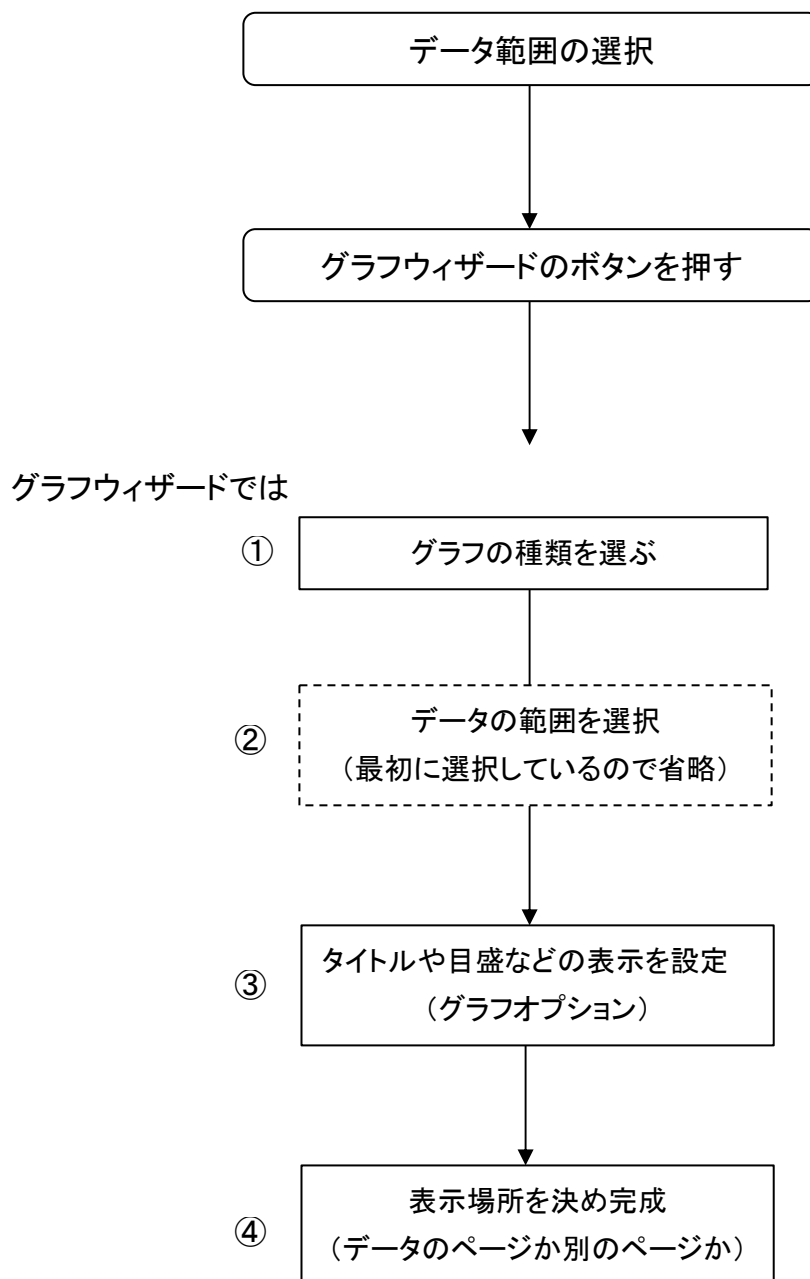 データ範囲の選択
グラフウィザードのボタンを押す
グラフウィザードでは
① グラフの種類を選ぶ
② データの範囲を選択
（最初に選択しているので省略）
③ タイトルや目盛などの表示を設定
（グラフオプション）
④ 表示場所を決め完成
（データのページか別のページか）